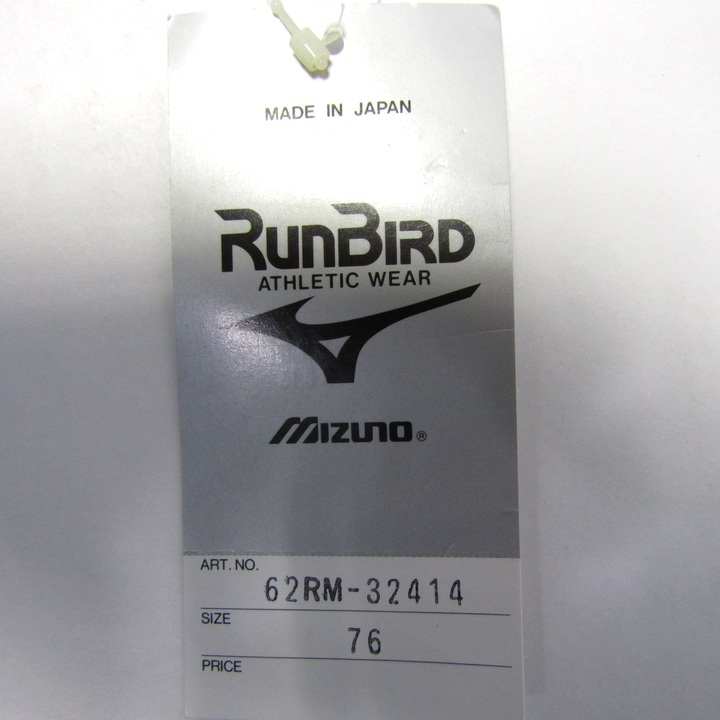 MADE IN JAPAN
RUNBIRD
ATHLETIC WEAR
MIZUNO®
ART. NO.
62RM-32414
SIZE
76
PRICE